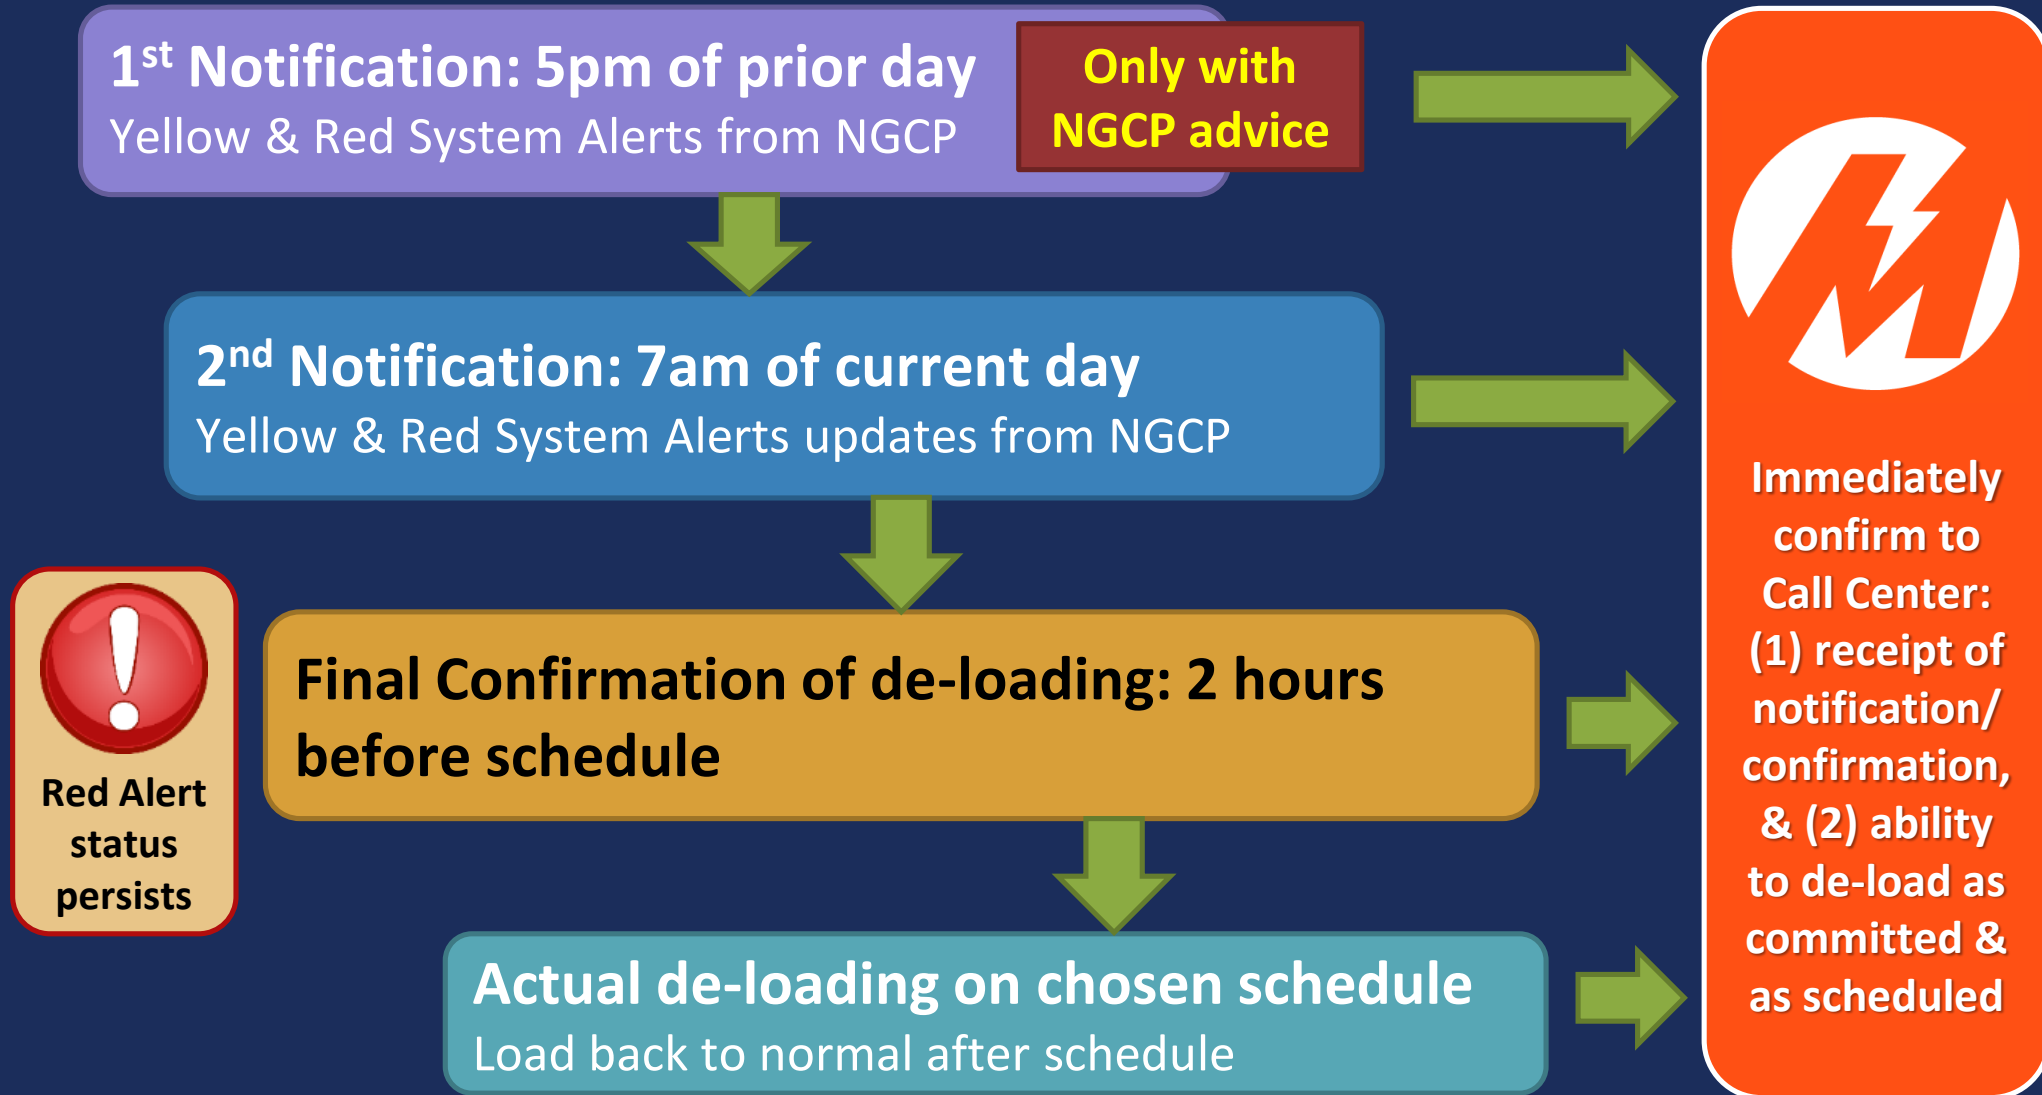 1st Notification: 5pm of prior day
Yellow & Red System Alerts from NGCP
Only with
NGCP advice
2nd Notification: 7am of current day
Yellow & Red System Alerts updates from NGCP
Red Alert
status
persists
Final Confirmation of de-loading: 2 hours
before schedule
Actual de-loading on chosen schedule
Load back to normal after schedule
Immediately
confirm to
Call Center:
(1) receipt of
notification/
confirmation,
& (2) ability
to de-load as
committed &
as scheduled